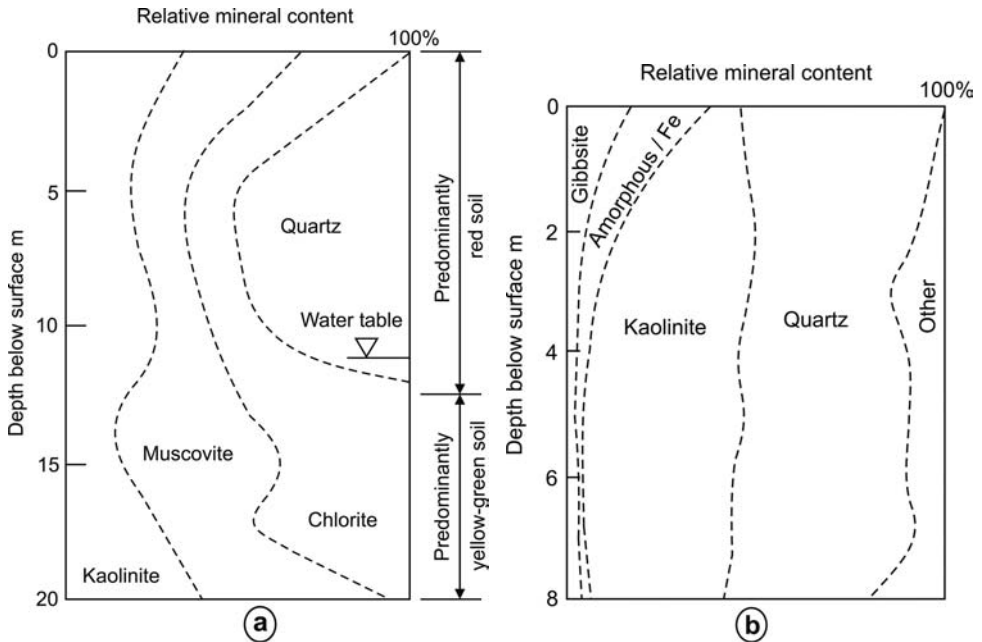 Relative mineral content
100%
0
5
10
15
20
Depth below surface m
Quartz
Water table
Muscovite
Chlorite
Kaolinite
Predominantly
red soil
Predominantly
yellow-green soil
a
Relative mineral content
100%
0
2
4
6
8
Depth below surface m
Gibbsite
Amorphous / Fe
Kaolinite
Quartz
Other
b